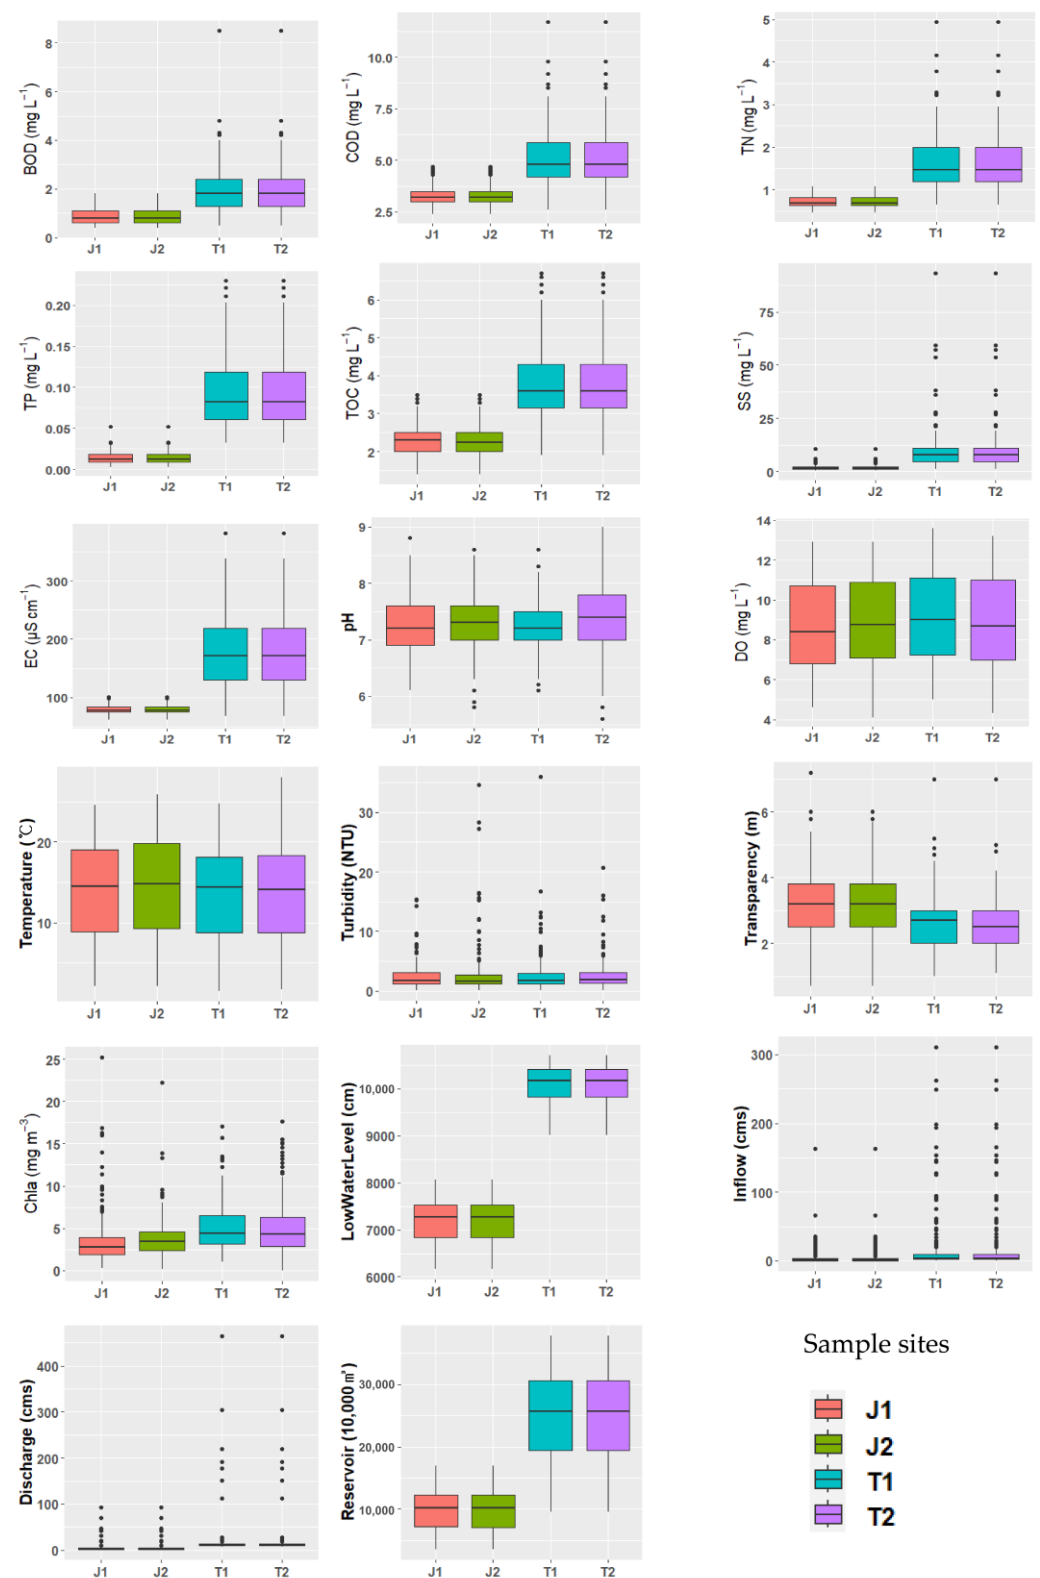 BOD (mg L⁻¹)
8
6
4
2
0
J1 J2 T1 T2
COD (mg L⁻¹)
10.0
7.5
5.0
2.5
J1 J2 T1 T2
TN (mg L⁻¹)
5
4
3
2
1
J1 J2 T1 T2
TP (mg L⁻¹)
0.20
0.15
0.10
0.05
0.00
J1 J2 T1 T2
TOC (mg L⁻¹)
6
5
4
3
2
J1 J2 T1 T2
SS (mg L⁻¹)
75
50
25
0
J1 J2 T1 T2
EC (µS cm⁻¹)
300
200
100
J1 J2 T1 T2
pH
9
8
7
6
J1 J2 T1 T2
DO (mg L⁻¹)
14
12
10
8
6
4
J1 J2 T1 T2
Temperature (℃)
20
10
J1 J2 T1 T2
Turbidity (NTU)
30
20
10
0
J1 J2 T1 T2
Transparency (m)
6
4
2
J1 J2 T1 T2
Chla (mg m⁻³)
25
20
15
10
5
0
J1 J2 T1 T2
LowWaterLevel (cm)
10,000
9000
8000
7000
6000
J1 J2 T1 T2
Inflow (cms)
300
200
100
0
J1 J2 T1 T2
Discharge (cms)
400
300
200
100
0
J1 J2 T1 T2
Reservoir (10,000㎥)
30,000
20,000
10,000
J1 J2 T1 T2
Sample sites
J1
J2
T1
T2